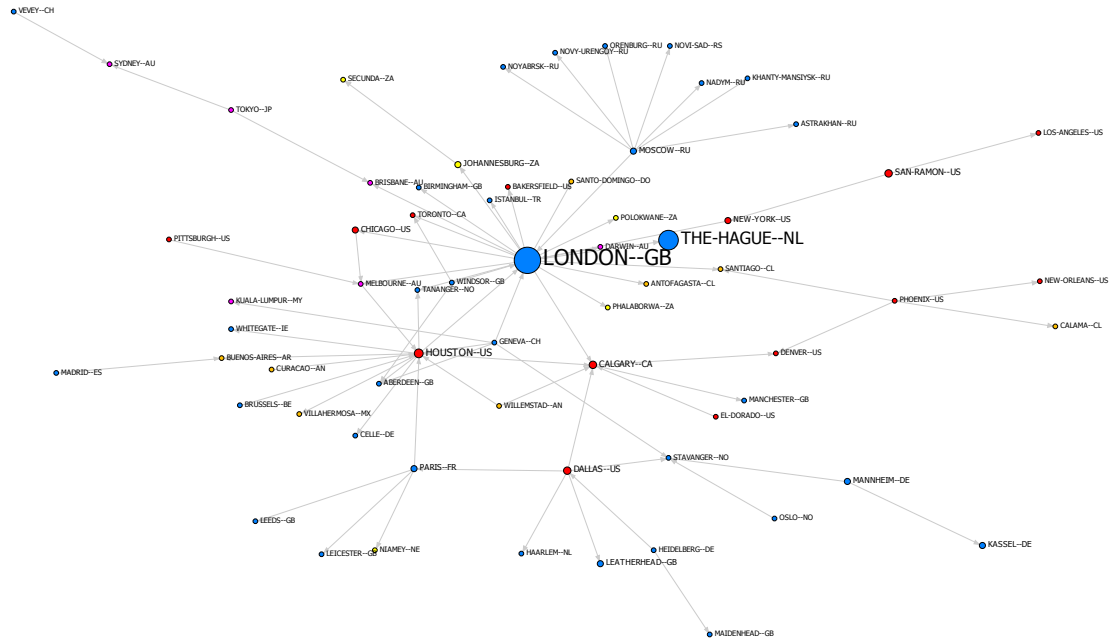 VEVEY--CH
ORENBURG--RU
NOVI-SAD--RS
NOVY-URENGOY--RU
SYDNEY--AU
NOYABRSK--RU
KHANTY-MANSIYSK--RU
SECUNDA--ZA
NADYM--RU
TOKYO--JP
ASTRAKHAN--RU
LOS-ANGELES--US
MOSCOW--RU
JOHANNESBURG--ZA
SAN-RAMON--US
BRISBANE--AU
SANTO-DOMINGO--DO
BIRMINGHAM--GB
BAKERSFIELD--US
ISTANBUL--TR
TORONTO--CA
POLOKWANE--ZA
NEW-YORK--US
CHICAGO--US
PITTSBURGH--US
THE-HAGUE--NL
DARWIN--AU
LONDON--GB
SANTIAGO--CL
MELBOURNE--AU
WINDSOR--GB
ANTOFAGASTA--CL
NEW-ORLEANS--US
TANANGER--NO
KUALA-LUMPUR--MY
PHOENIX--US
PHALABORWA--ZA
CALAMA--CL
WHITEGATE--IE
GENEVA--CH
HOUSTON--US
DENVER--US
BUENOS-AIRES--AR
CALGARY--CA
CURACAO--AN
MADRID--ES
ABERDEEN--GB
MANCHESTER--GB
BRUSSELS--BE
WILLEMSTAD--AN
VILLAHERMOSA--MX
EL-DORADO--US
CELLE--DE
STAVANGER--NO
PARIS--FR
DALLAS--US
MANNHEIM--DE
OSLO--NO
LEEDS--GB
KASSEL--DE
NIAMEY--NE
HEIDELBERG--DE
HAARLEM--NL
LEICESTER--GB
LEATHERHEAD--GB
MAIDENHEAD--GB